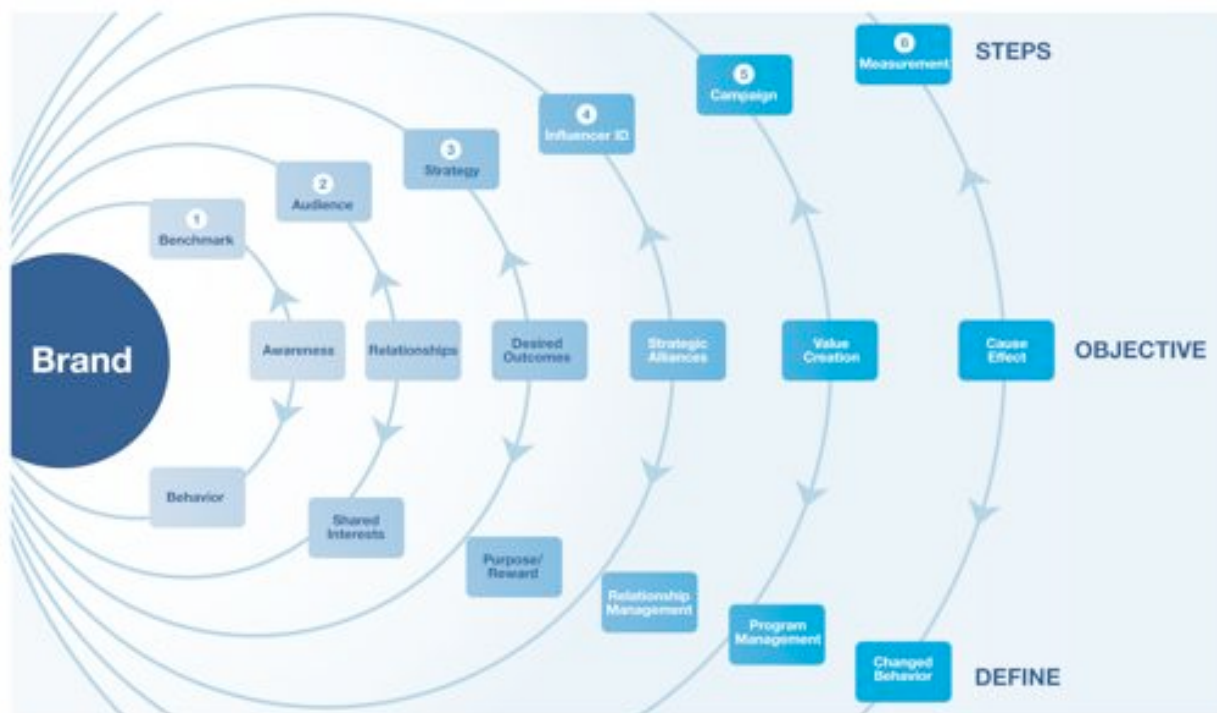 6
Measurement
STEPS
5
Campaign
4
Influencer ID
3
Strategy
2
Audience
1
Benchmark
Brand
Awareness
Relationships
Desired
Outcomes
Strategic
Alliances
Value
Creation
Cause
Effect
OBJECTIVE
Behavior
Shared
Interests
Purpose/
Reward
Relationship
Management
Program
Management
Changed
Behavior
DEFINE